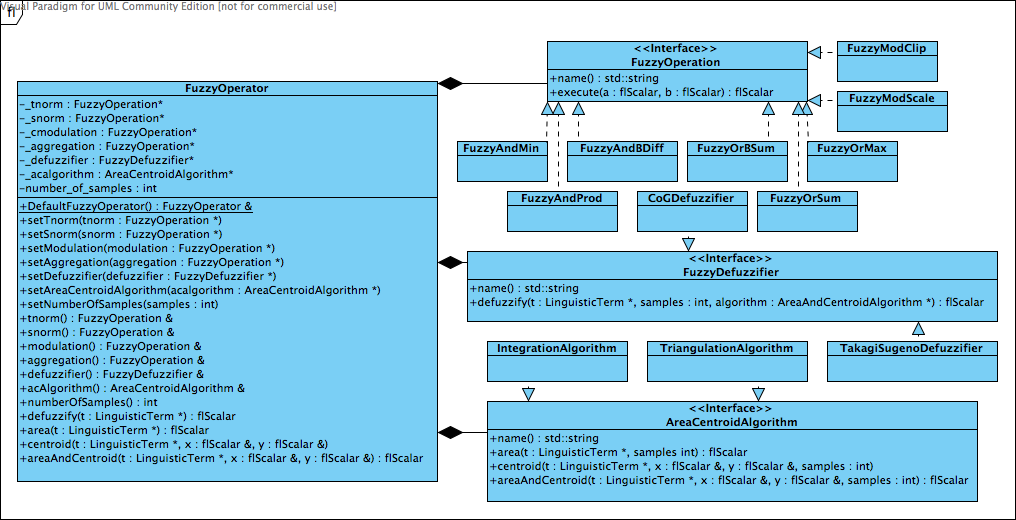 Visual Paradigm for UML Community Edition [not for commercial use]
fl
FuzzyOperator
-_tnorm : FuzzyOperation*
-_snorm : FuzzyOperation*
-_cmodulation : FuzzyOperation*
-_aggregation : FuzzyOperation*
-_defuzzifier : FuzzyDefuzzifier*
-_acalgorithm : AreaCentroidAlgorithm*
-number_of_samples : int
+DefaultFuzzyOperator() : FuzzyOperator &
+setTnorm(tnorm : FuzzyOperation *)
+setSnorm(snorm : FuzzyOperation *)
+setModulation(modulation : FuzzyOperation *)
+setAggregation(aggregation : FuzzyOperation *)
+setDefuzzifier(defuzzifier : FuzzyDefuzzifier *)
+setAreaCentroidAlgorithm(acalgorithm : AreaCentroidAlgorithm *)
+setNumberOfSamples(samples : int)
+tnorm() : FuzzyOperation &
+snorm() : FuzzyOperation &
+modulation() : FuzzyOperation &
+aggregation() : FuzzyOperation &
+defuzzifier() : FuzzyDefuzzifier &
+acAlgorithm() : AreaCentroidAlgorithm &
+numberOfSamples() : int
+defuzzify(t : LinguisticTerm *) : flScalar
+area(t : LinguisticTerm *) : flScalar
+centroid(t : LinguisticTerm *, x : flScalar &, y : flScalar &)
+areaAndCentroid(t : LinguisticTerm *, x : flScalar &, y : flScalar &) : flScalar
<<Interface>>
FuzzyOperation
+name() : std::string
+execute(a : flScalar, b : flScalar) : flScalar
FuzzyModClip
FuzzyModScale
FuzzyAndMin
FuzzyAndBDiff
FuzzyOrBSum
FuzzyOrMax
FuzzyAndProd
CoGDefuzzifier
FuzzyOrSum
<<Interface>>
FuzzyDefuzzifier
+name() : std::string
+defuzzify(t : LinguisticTerm *, samples : int, algorithm : AreaAndCentroidAlgorithm *) : flScalar
IntegrationAlgorithm
TriangulationAlgorithm
TakagiSugenoDefuzzifier
<<Interface>>
AreaCentroidAlgorithm
+name() : std::string
+area(t : LinguisticTerm *, samples int) : flScalar
+centroid(t : LinguisticTerm *, x : flScalar &, y : flScalar &, samples : int)
+areaAndCentroid(t : LinguisticTerm *, x : flScalar &, y : flScalar &, samples : int) : flScalar